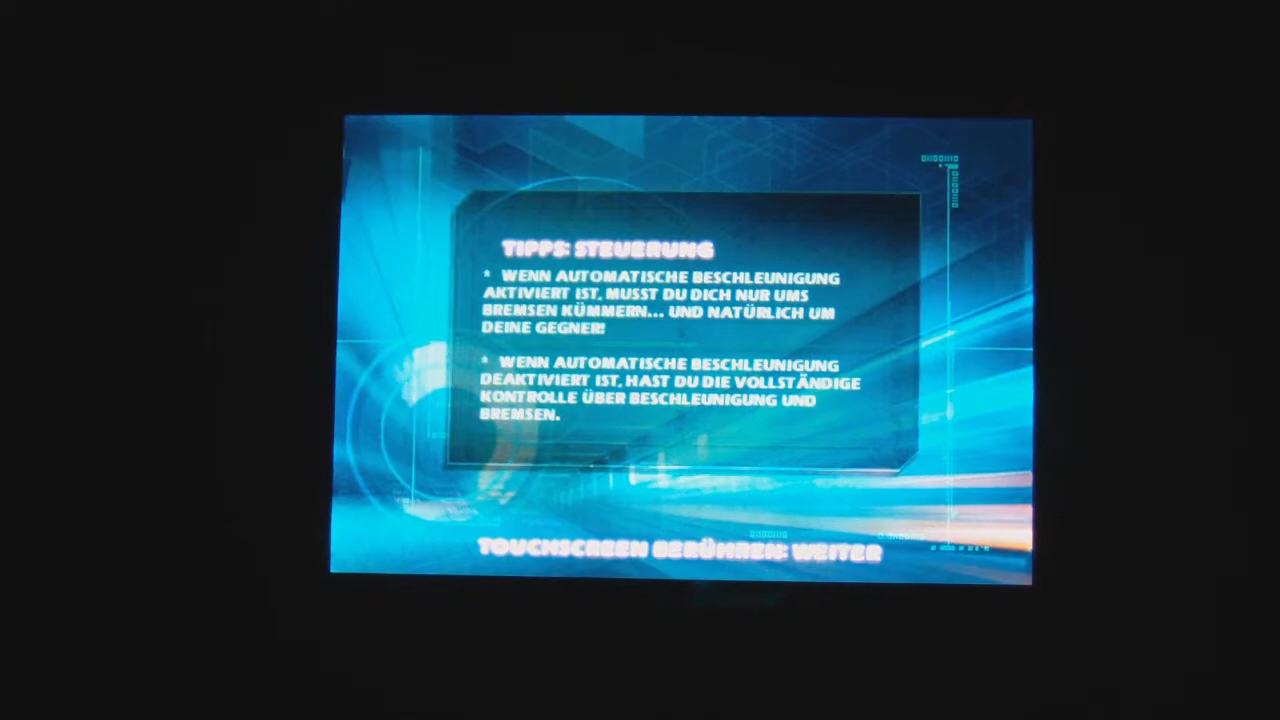 TIPPS: STEUERUNG
* WENN AUTOMATISCHE BESCHLEUNIGUNG
AKTIVIERT IST, MUSST DU DICH NUR UMS
BREMSEN KÜMMERN... UND NATÜRLICH UM
DEINE GEGNER!
* WENN AUTOMATISCHE BESCHLEUNIGUNG
DEAKTIVIERT IST, HAST DU DIE VOLLSTÄNDIGE
KONTROLLE ÜBER BESCHLEUNIGUNG UND
BREMSEN.
TOUCHSCREEN BERÜHREN: WEITER